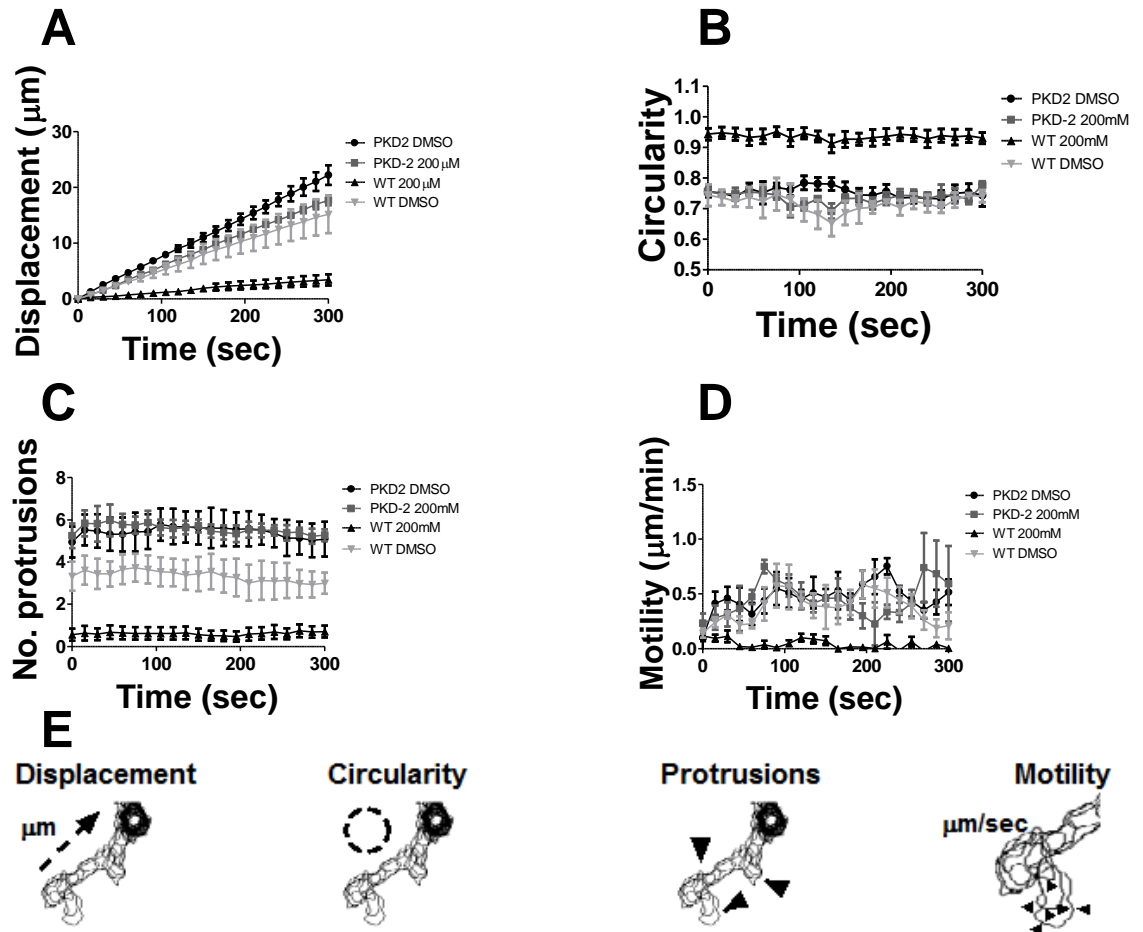 A
Displacement (μm)
30
20
10
0
0 100 200 300
Time (sec)
PKD2 DMSO
PKD-2 200μM
WT 200μM
WT DMSO
B
Circularity
1.1
1.0
0.9
0.8
0.7
0.6
0.5
0 100 200 300
Time (sec)
PKD2 DMSO
PKD-2 200mM
WT 200mM
WT DMSO
C
No. protrusions
8
6
4
2
0
0 100 200 300
Time (sec)
PKD2 DMSO
PKD-2 200mM
WT 200mM
WT DMSO
D
Motility (μm/min)
1.5
1.0
0.5
0.0
0 100 200 300
Time (sec)
PKD2 DMSO
PKD-2 200mM
WT 200mM
WT DMSO
E
Displacement
μm
Circularity
Protrusions
Motility
μm/sec